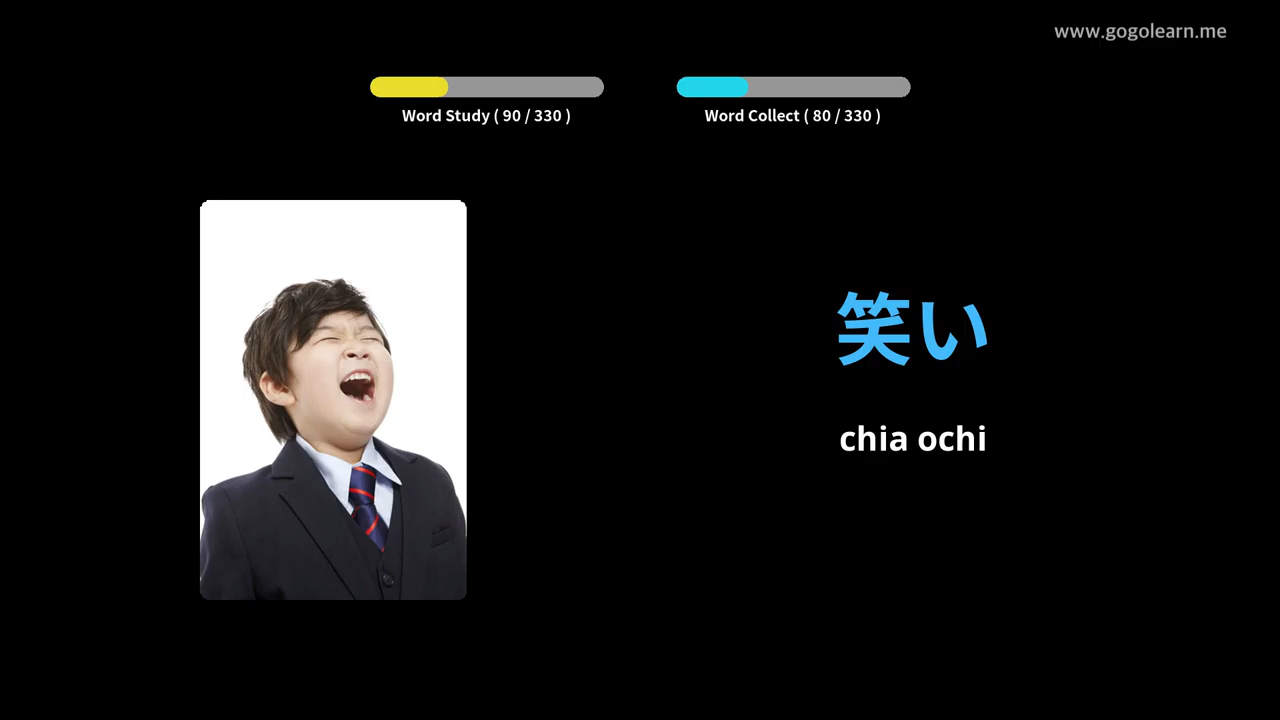 www.gogolearn.me
Word Study ( 90 / 330 )
Word Collect ( 80 / 330 )
笑い
chia ochi